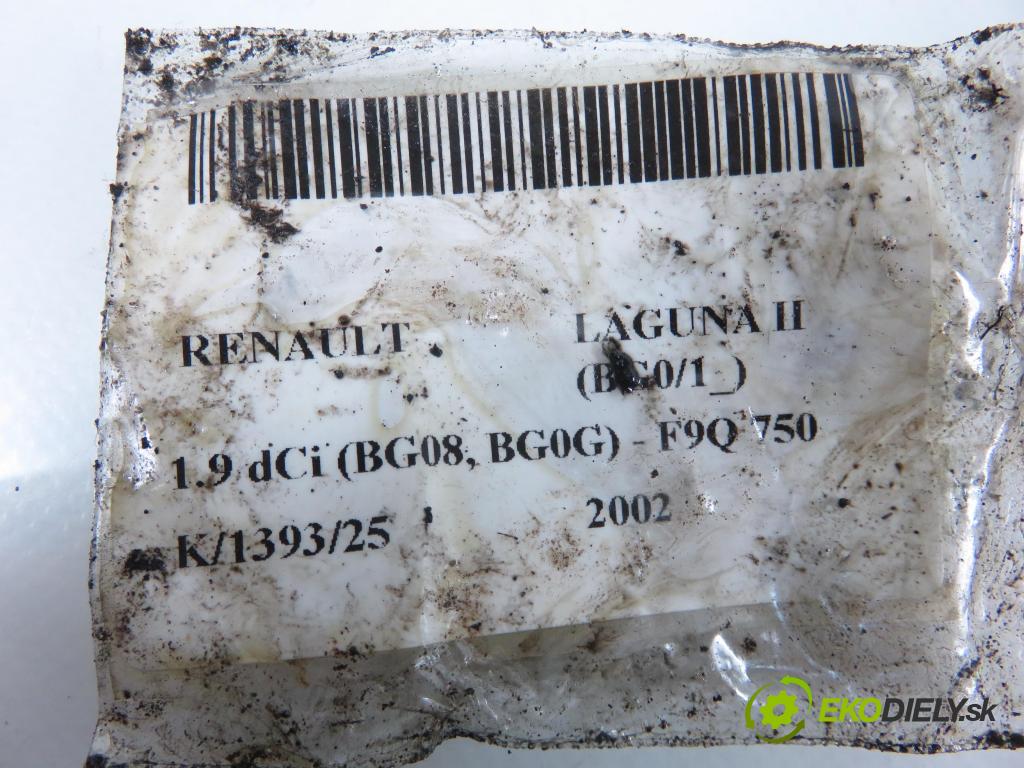 RENAULT LAGUNA II
(BG0/1_)
1.9 dCi (BG08, BG0G) - F9Q 750
K/1393/25 2002
EKODIELY.sk